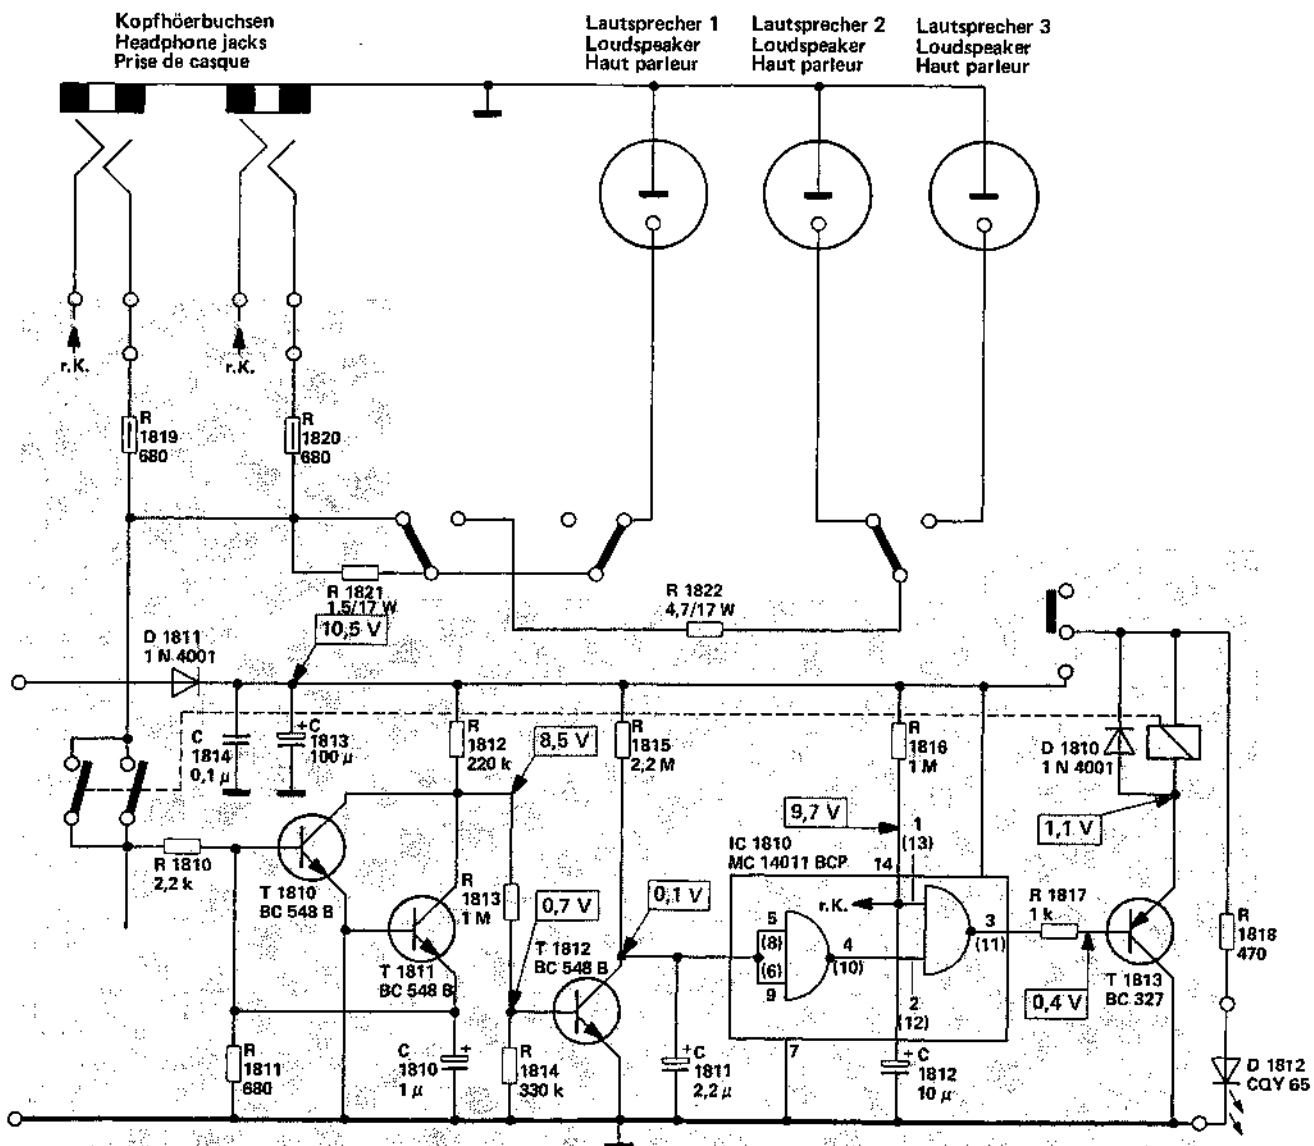 Kopfhöerbuchsen
Headphone jacks
Prise de casque
Lautsprecher 1
Loudspeaker
Haut parleur
Lautsprecher 2
Loudspeaker
Haut parleur
Lautsprecher 3
Loudspeaker
Haut parleur
r.K.
r.K.
R
1819
680
R
1820
680
R 1821
1,5/17 W
R 1822
4,7/17 W
10,5 V
D 1811
1 N 4001
C
1814
0,1 µ
+
C
1813
100 µ
R
1812
220 k
8,5 V
R
1815
2,2 M
R
1816
1 M
D 1810
1 N 4001
9,7 V
1
(13)
1,1 V
IC 1810
MC 14011 BCP
14
R 1810
2,2 k
T 1810
BC 548 B
R
1813
1 M
0,7 V
0,1 V
r.K.
R 1817
1 k
T 1811
BC 548 B
T 1812
BC 548 B
5
(8)
(6)
9
4
(10)
3
(11)
2
(12)
0,4 V
T 1813
BC 327
R
1818
470
R
1811
680
C
1810
1 µ
+
R
1814
330 k
+
C
1811
2,2 µ
7
+
C
1812
10 µ
D 1812
CQY 65